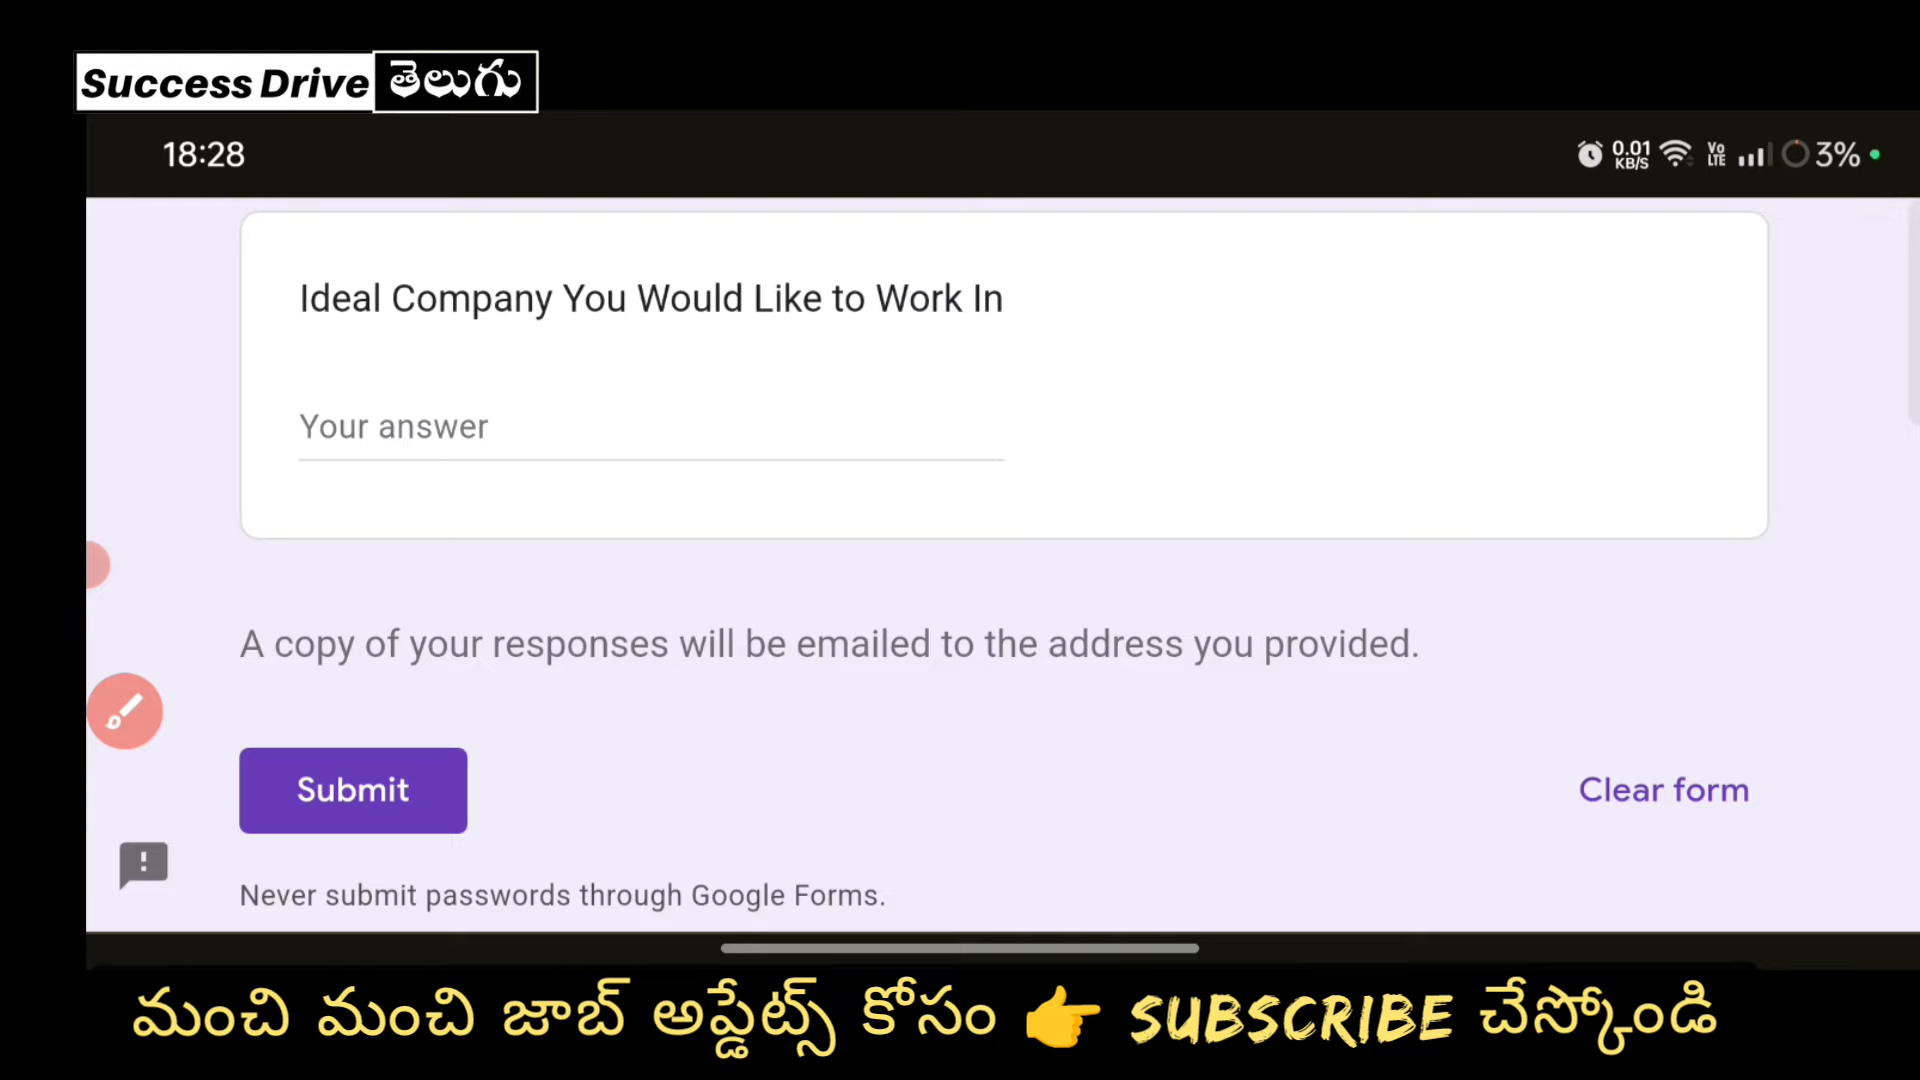 Success Drive తెలుగు
18:28 0.01 KB/S Vo LTE 3%
Ideal Company You Would Like to Work In
Your answer
A copy of your responses will be emailed to the address you provided.
Submit Clear form
Never submit passwords through Google Forms.
మంచి మంచి జాబ్ అప్డేట్స్ కోసం 👉 SUBSCRIBE చేస్కోండి